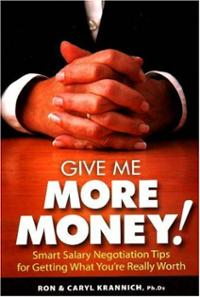 GIVE ME
MORE
MONEY!
Smart Salary Negotiation Tips
for Getting What You're Really Worth
RON & CARYL KRANNICH, Ph.Ds